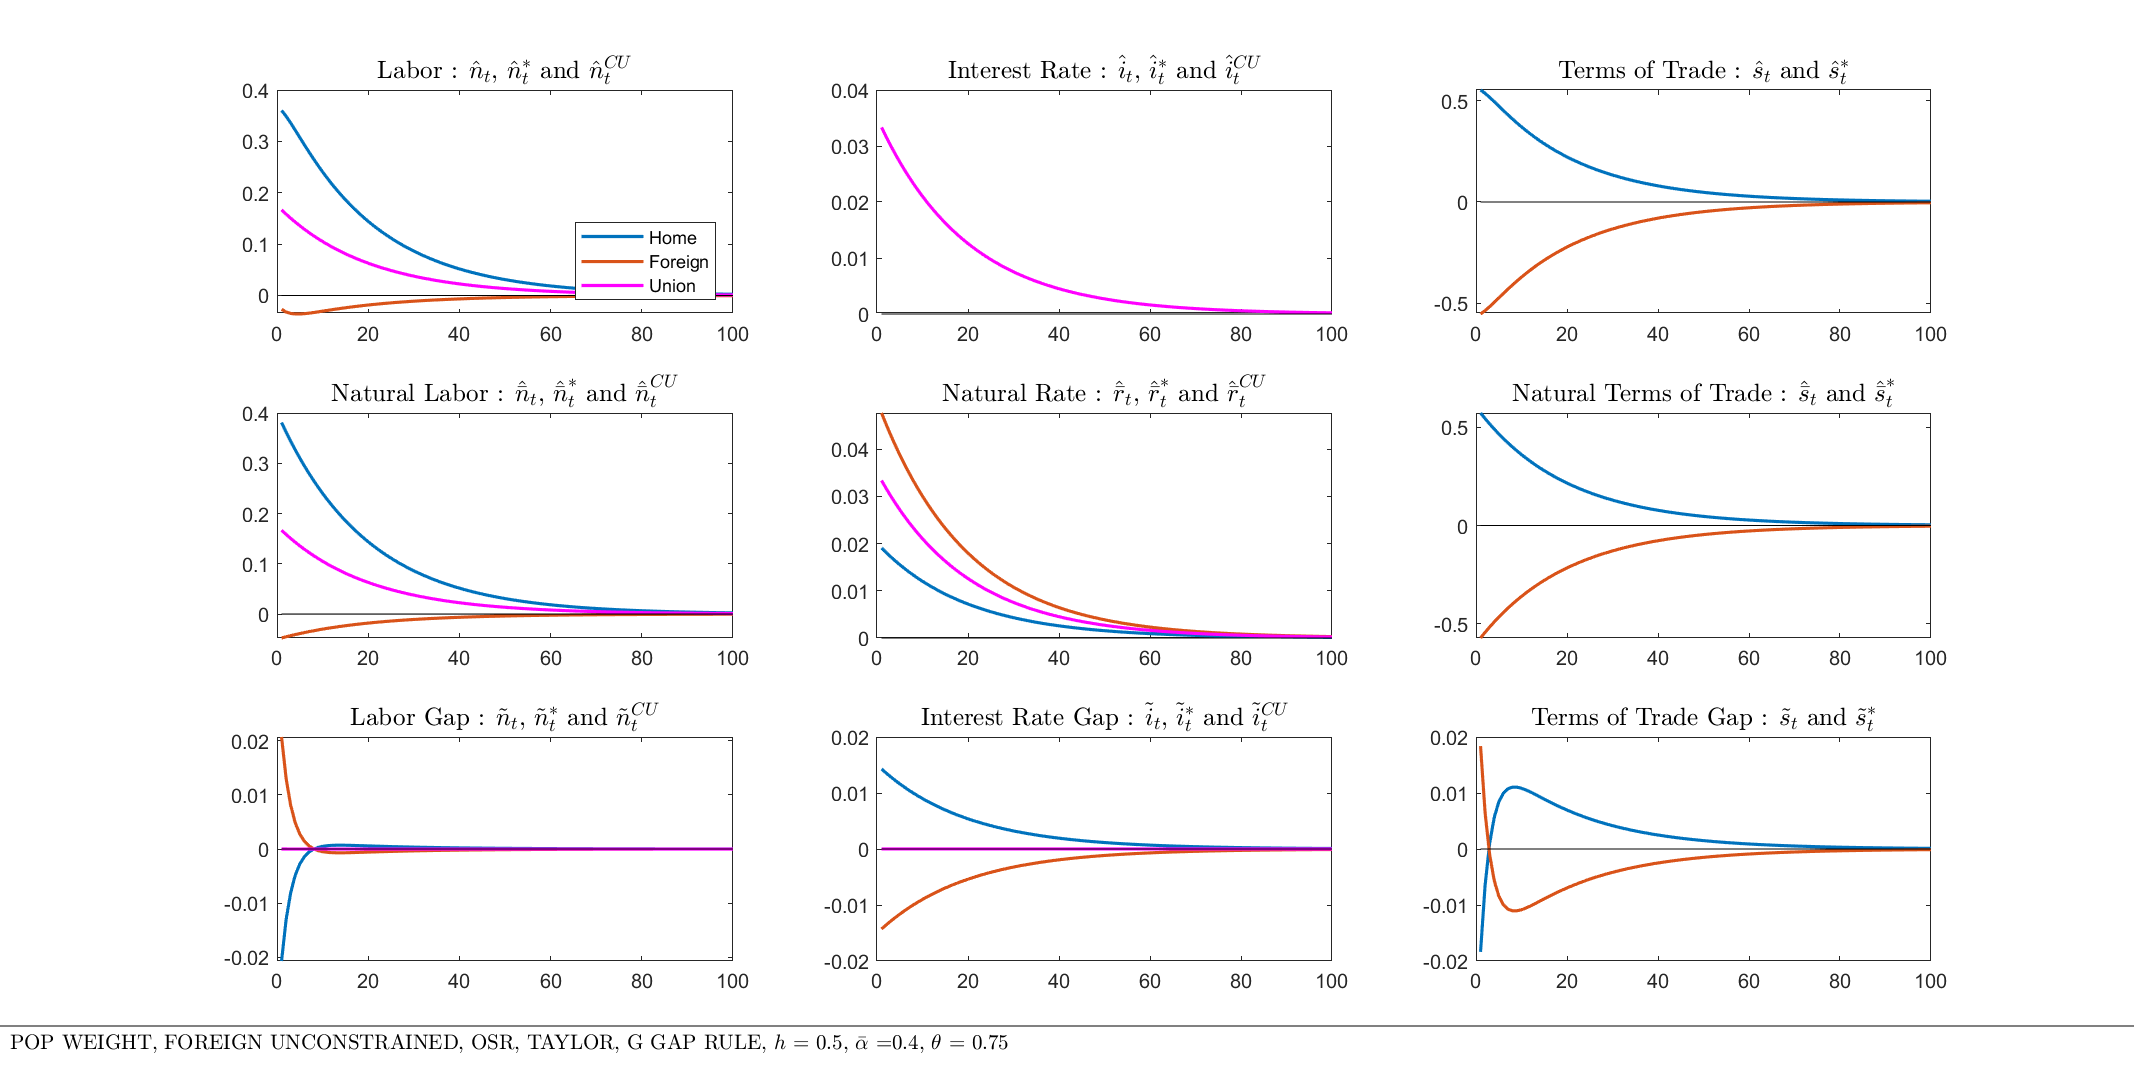 Labor : n̂ₜ, n̂ₜ* and n̂ₜᶜᵁ
Interest Rate : îₜ, îₜ* and îₜᶜᵁ
Terms of Trade : ŝₜ and ŝₜ*
0.4
0.3
0.2
0.1
0
0 20 40 60 80 100
Home
Foreign
Union
0.04
0.03
0.02
0.01
0
0 20 40 60 80 100
0.5
0
-0.5
0 20 40 60 80 100
Natural Labor : n̄̂ₜ, n̄̂ₜ* and n̄̂ₜᶜᵁ
Natural Rate : r̄̂ₜ, r̄̂ₜ* and r̄̂ₜᶜᵁ
Natural Terms of Trade : s̄̂ₜ and s̄̂ₜ*
0.4
0.3
0.2
0.1
0
0 20 40 60 80 100
0.04
0.03
0.02
0.01
0
0 20 40 60 80 100
0.5
0
-0.5
0 20 40 60 80 100
Labor Gap : ñₜ, ñₜ* and ñₜᶜᵁ
Interest Rate Gap : ĩₜ, ĩₜ* and ĩₜᶜᵁ
Terms of Trade Gap : s̃ₜ and s̃ₜ*
0.02
0.01
0
-0.01
-0.02
0 20 40 60 80 100
0.02
0.01
0
-0.01
-0.02
0 20 40 60 80 100
0.02
0.01
0
-0.01
-0.02
0 20 40 60 80 100
POP WEIGHT, FOREIGN UNCONSTRAINED, OSR, TAYLOR, G GAP RULE, h = 0.5, ᾱ =0.4, θ = 0.75